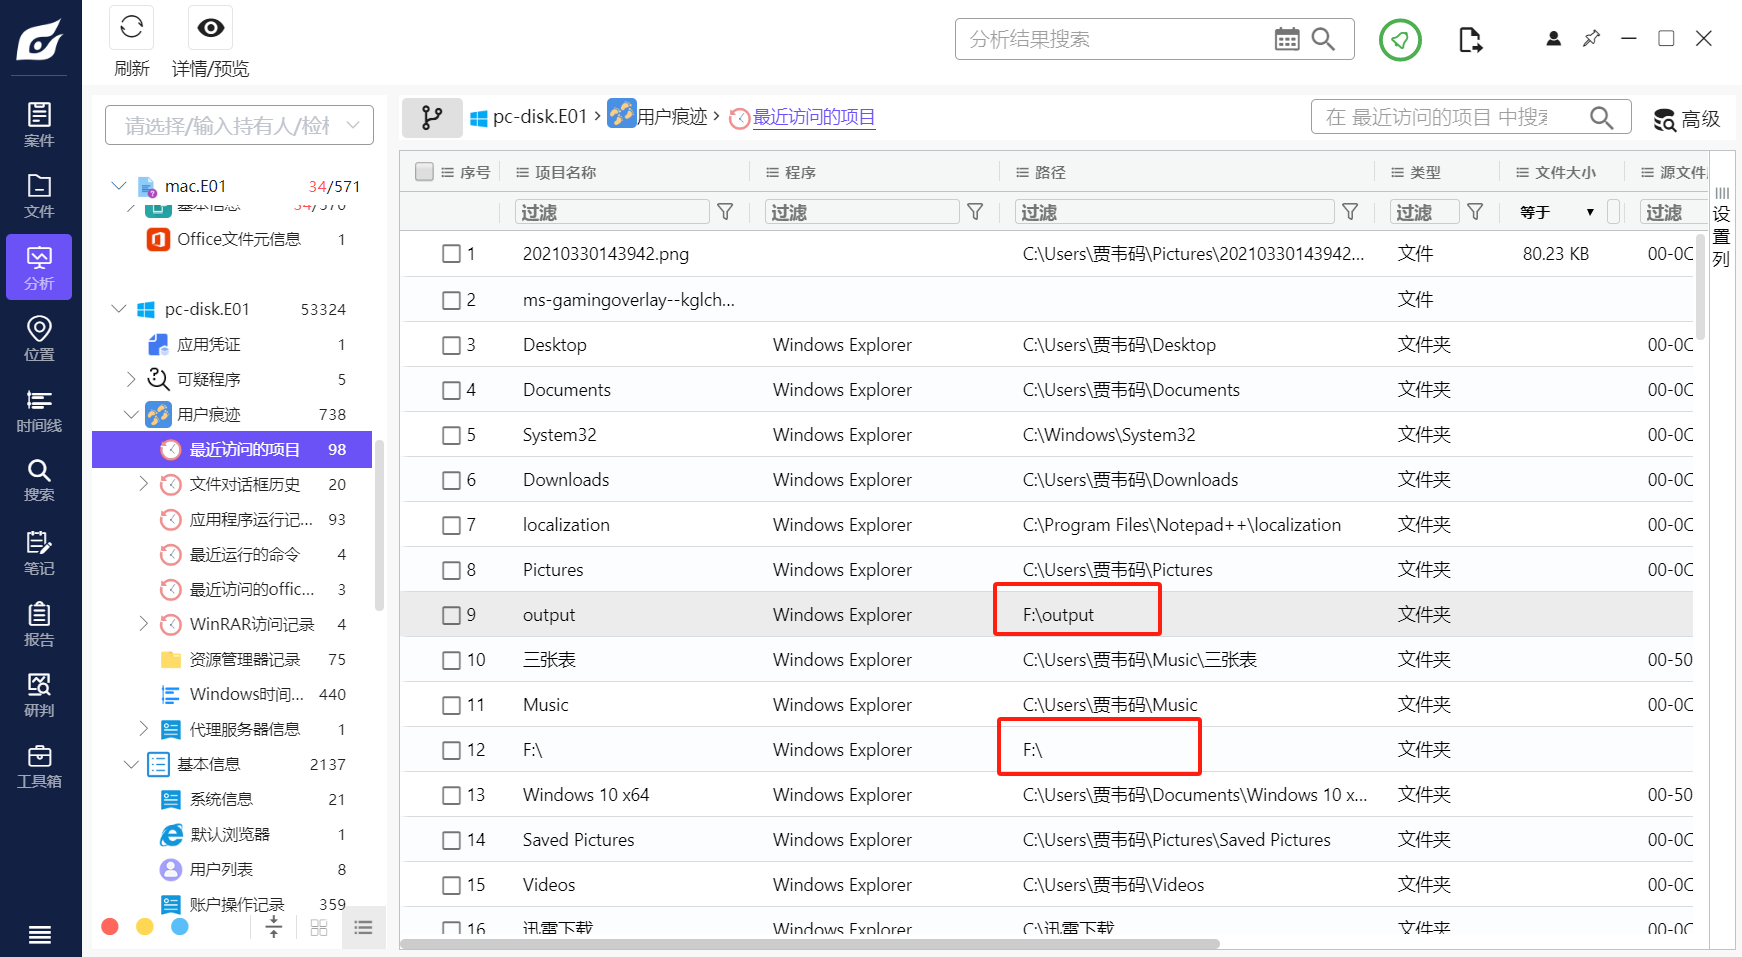 刷新
详情/预览
分析结果搜索
案件
文件
分析
位置
时间线
搜索
笔记
报告
研判
工具箱
请选择/输入持有人/检
mac.E01 34/571
基本信息 34/570
Office文件元信息 1
pc-disk.E01 53324
应用凭证 1
可疑程序 5
用户痕迹 738
最近访问的项目 98
文件对话框历史 20
应用程序运行记... 93
最近运行的命令 4
最近访问的offic... 3
WinRAR访问记录 4
资源管理器记录 75
Windows时间... 440
代理服务器信息 1
基本信息 2137
系统信息 21
默认浏览器 1
用户列表 8
账户操作记录 359
pc-disk.E01 › 用户痕迹 › 最近访问的项目
在 最近访问的项目 中搜索
高级
序号 项目名称 程序 路径 类型 文件大小 源文件
过滤 过滤 过滤 过滤 等于 过滤
1 20210330143942.png C:\Users\贾韦码\Pictures\20210330143942... 文件 80.23 KB 00-0C
2 ms-gamingoverlay--kglch... 文件
3 Desktop Windows Explorer C:\Users\贾韦码\Desktop 文件夹 00-0C
4 Documents Windows Explorer C:\Users\贾韦码\Documents 文件夹 00-0C
5 System32 Windows Explorer C:\Windows\System32 文件夹 00-0C
6 Downloads Windows Explorer C:\Users\贾韦码\Downloads 文件夹 00-0C
7 localization Windows Explorer C:\Program Files\Notepad++\localization 文件夹 00-0C
8 Pictures Windows Explorer C:\Users\贾韦码\Pictures 文件夹 00-0C
9 output Windows Explorer F:\output 文件夹
10 三张表 Windows Explorer C:\Users\贾韦码\Music\三张表 文件夹 00-50
11 Music Windows Explorer C:\Users\贾韦码\Music 文件夹 00-0C
12 F:\ Windows Explorer F:\ 文件夹
13 Windows 10 x64 Windows Explorer C:\Users\贾韦码\Documents\Windows 10 x... 文件夹 00-50
14 Saved Pictures Windows Explorer C:\Users\贾韦码\Pictures\Saved Pictures 文件夹 00-0C
15 Videos Windows Explorer C:\Users\贾韦码\Videos 文件夹 00-0C
16 迅雷下载 Windows Explorer C:\迅雷下载 文件夹 00-0C
设置列